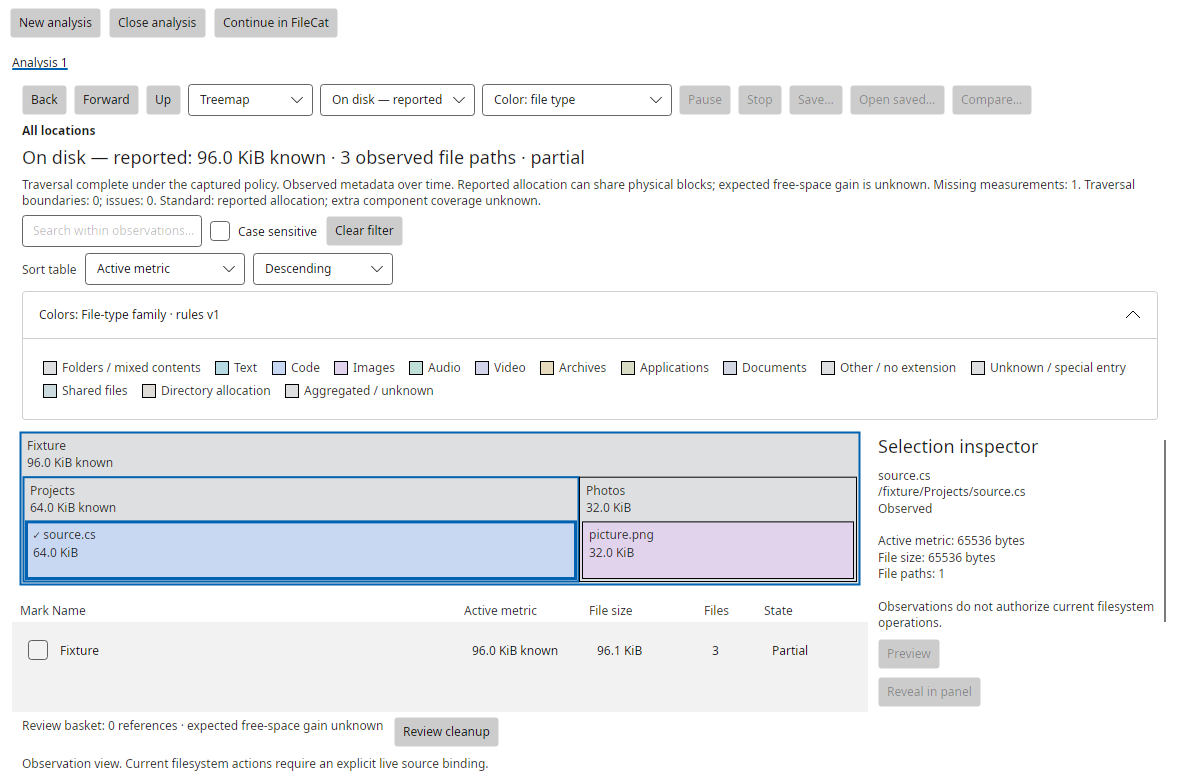 New analysis Close analysis Continue in FileCat
Analysis 1
Back Forward Up Treemap On disk — reported Color: file type Pause Stop Save... Open saved... Compare...
All locations
On disk — reported: 96.0 KiB known · 3 observed file paths · partial
Traversal complete under the captured policy. Observed metadata over time. Reported allocation can share physical blocks; expected free-space gain is unknown. Missing measurements: 1. Traversal
boundaries: 0; issues: 0. Standard: reported allocation; extra component coverage unknown.
Search within observations... Case sensitive Clear filter
Sort table Active metric Descending
Colors: File-type family · rules v1
Folders / mixed contents Text Code Images Audio Video Archives Applications Documents Other / no extension Unknown / special entry
Shared files Directory allocation Aggregated / unknown
Fixture
96.0 KiB known
Projects
64.0 KiB known
✓ source.cs
64.0 KiB
Photos
32.0 KiB
picture.png
32.0 KiB
Selection inspector
source.cs
/fixture/Projects/source.cs
Observed
Active metric: 65536 bytes
File size: 65536 bytes
File paths: 1
Observations do not authorize current filesystem
operations.
Preview
Reveal in panel
Mark Name Active metric File size Files State
Fixture 96.0 KiB known 96.1 KiB 3 Partial
Review basket: 0 references · expected free-space gain unknown Review cleanup
Observation view. Current filesystem actions require an explicit live source binding.